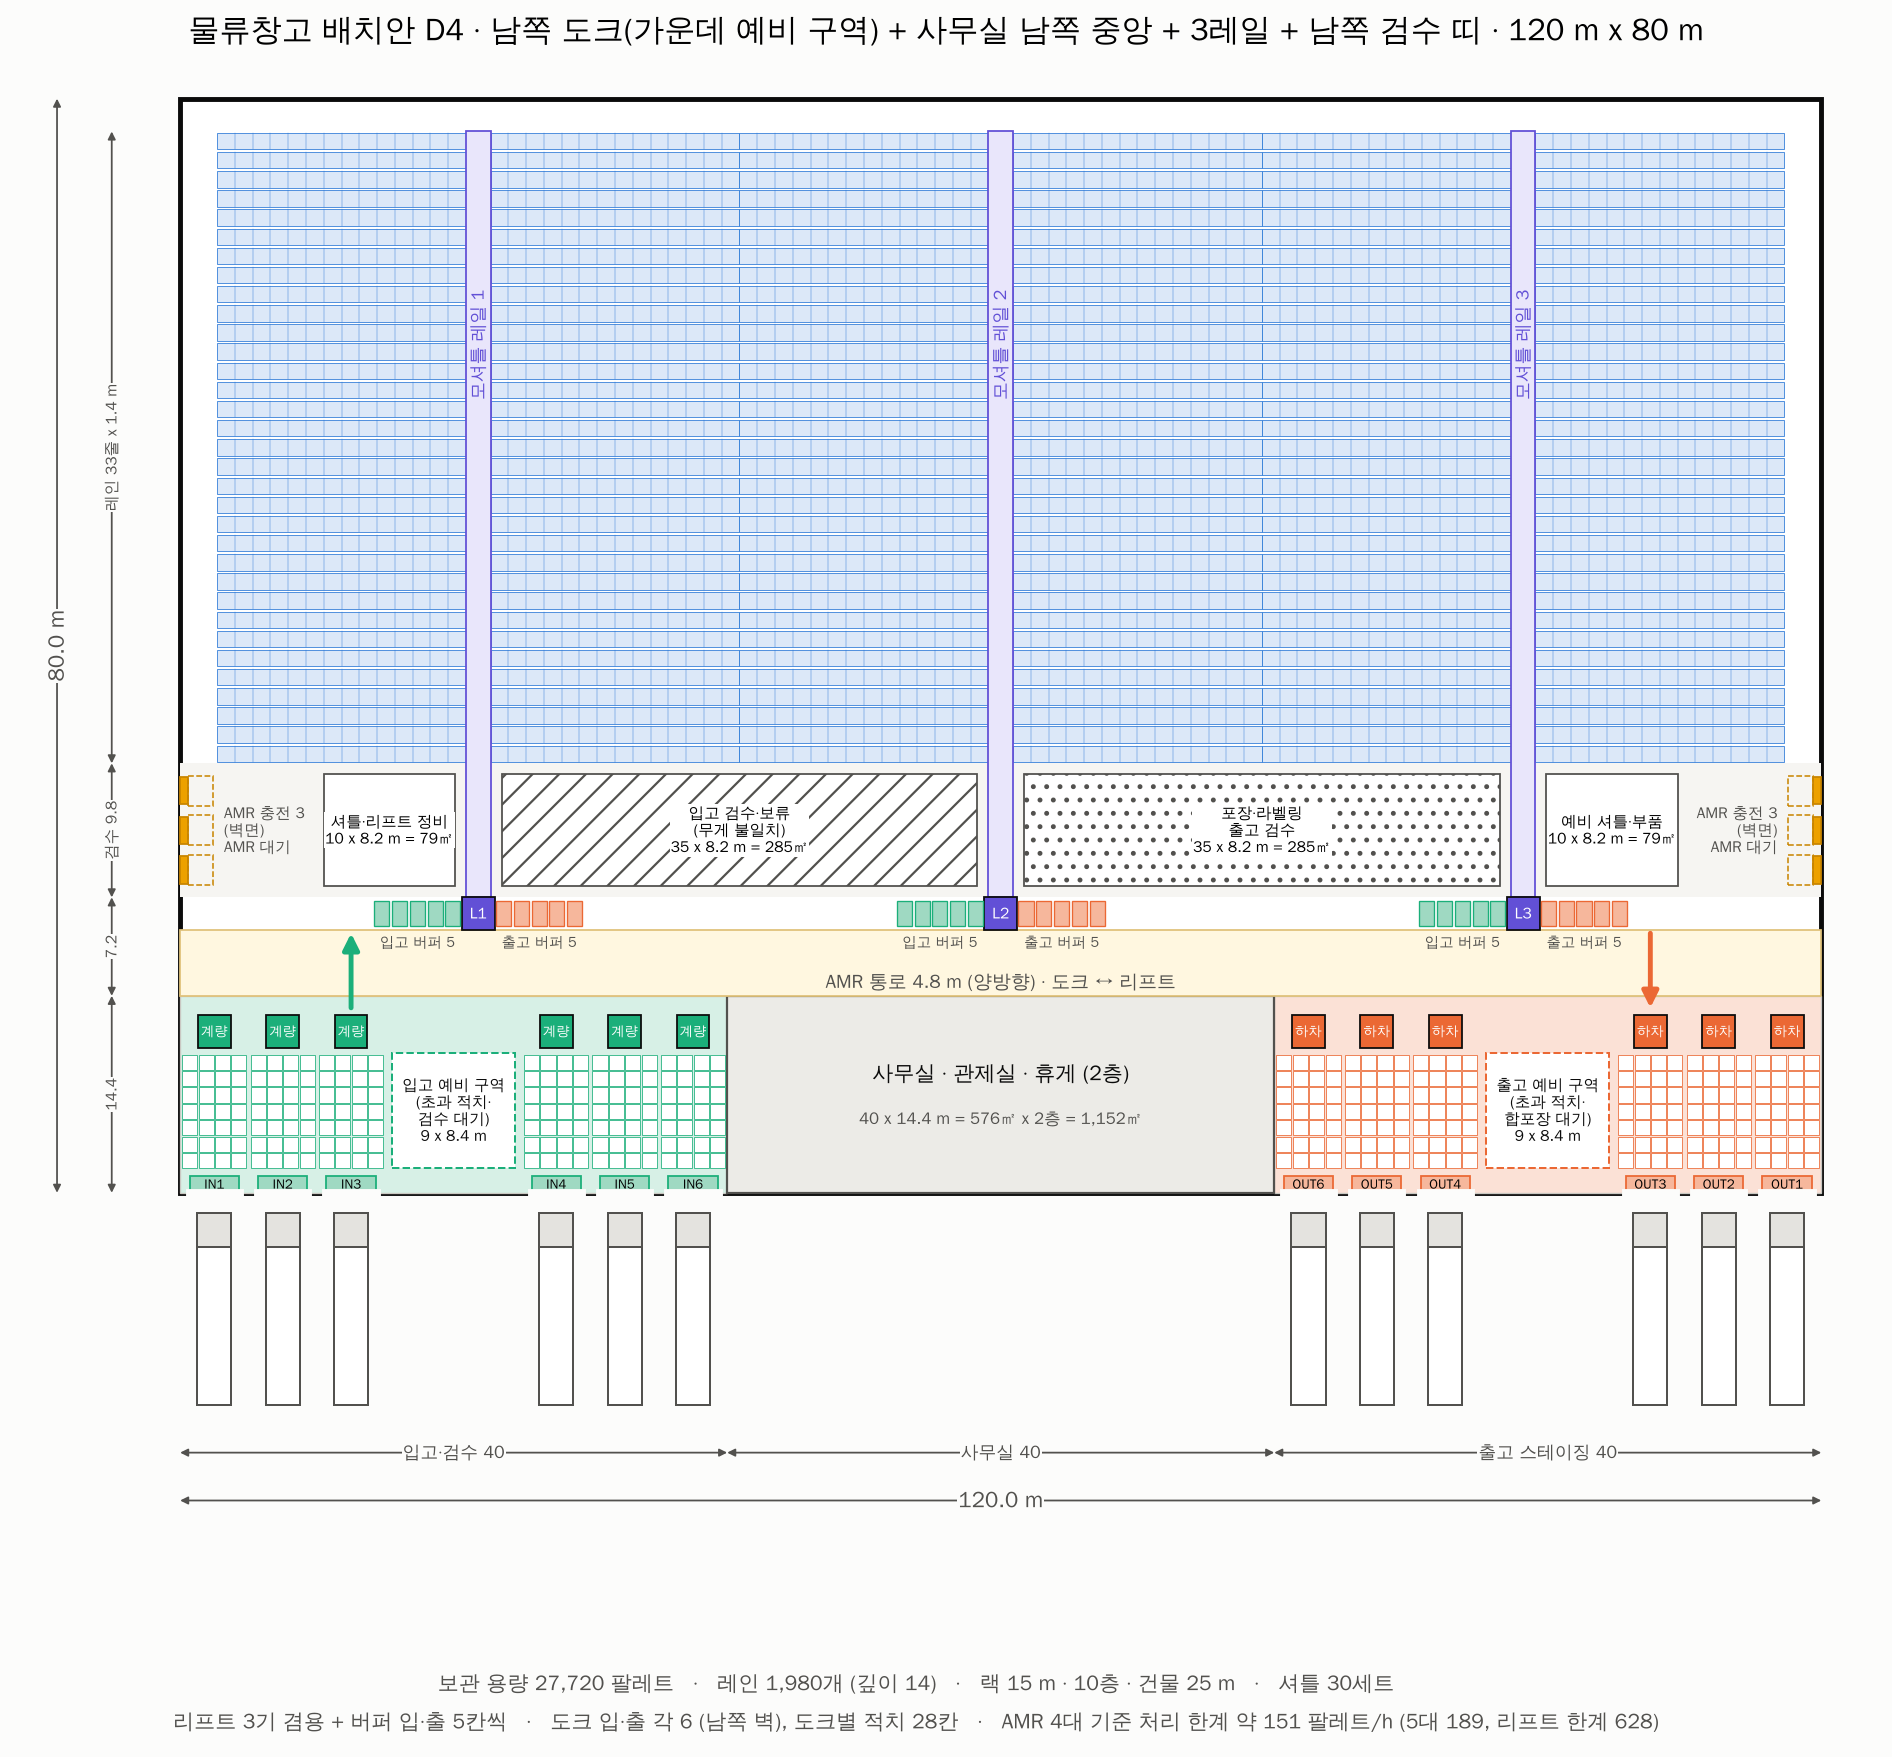 물류창고 배치안 D4 · 남쪽 도크(가운데 예비 구역) + 사무실 남쪽 중앙 + 3레일 + 남쪽 검수 띠 · 120 m x 80 m
80.0 m
레인 33줄 x 1.4 m
검수 9.8
7.2
14.4
모셔틀 레일 1
모셔틀 레일 2
모셔틀 레일 3
AMR 충전 3
(벽면)
AMR 대기
셔틀·리프트 정비
10 x 8.2 m = 79㎡
입고 검수·보류
(무게 불일치)
35 x 8.2 m = 285㎡
포장·라벨링
출고 검수
35 x 8.2 m = 285㎡
예비 셔틀·부품
10 x 8.2 m = 79㎡
AMR 충전 3
(벽면)
AMR 대기
L1
L2
L3
입고 버퍼 5
출고 버퍼 5
입고 버퍼 5
출고 버퍼 5
입고 버퍼 5
출고 버퍼 5
AMR 통로 4.8 m (양방향) · 도크 ↔ 리프트
계량
계량
계량
계량
계량
계량
하차
하차
하차
하차
하차
하차
입고 예비 구역
(초과 적치·
검수 대기)
9 x 8.4 m
사무실 · 관제실 · 휴게 (2층)
40 x 14.4 m = 576㎡ x 2층 = 1,152㎡
출고 예비 구역
(초과 적치·
합포장 대기)
9 x 8.4 m
IN1
IN2
IN3
IN4
IN5
IN6
OUT6
OUT5
OUT4
OUT3
OUT2
OUT1
입고·검수 40
사무실 40
출고 스테이징 40
120.0 m
보관 용량 27,720 팔레트 · 레인 1,980개 (깊이 14) · 랙 15 m · 10층 · 건물 25 m · 셔틀 30세트
리프트 3기 겸용 + 버퍼 입·출 5칸씩 · 도크 입·출 각 6 (남쪽 벽), 도크별 적치 28칸 · AMR 4대 기준 처리 한계 약 151 팔레트/h (5대 189, 리프트 한계 628)